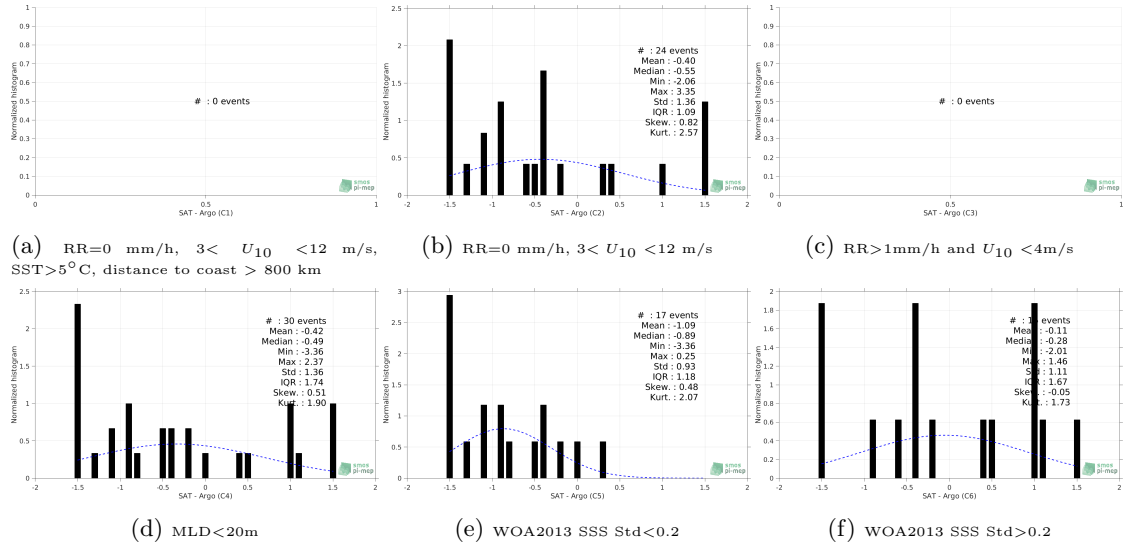 1
0.9
0.8
0.7
0.6
0.5
0.4
0.3
0.2
0.1
0
Normalized histogram
# : 0 events
smos
pi-mep
0 0.5 1
SAT - Argo (C1)
(a) RR=0 mm/h, 3< U10 <12 m/s,
SST>5°C, distance to coast > 800 km
2.5
2
1.5
1
0.5
0
Normalized histogram
# : 24 events
Mean : -0.40
Median : -0.55
Min : -2.06
Max : 3.35
Std : 1.36
IQR : 1.09
Skew. : 0.82
Kurt. : 2.57
smos
pi-mep
-2 -1.5 -1 -0.5 0 0.5 1 1.5 2
SAT - Argo (C2)
(b) RR=0 mm/h, 3< U10 <12 m/s
1
0.9
0.8
0.7
0.6
0.5
0.4
0.3
0.2
0.1
0
Normalized histogram
# : 0 events
smos
pi-mep
0 0.5 1
SAT - Argo (C3)
(c) RR>1mm/h and U10 <4m/s
2.5
2
1.5
1
0.5
0
Normalized histogram
# : 30 events
Mean : -0.42
Median : -0.49
Min : -3.36
Max : 2.37
Std : 1.36
IQR : 1.74
Skew. : 0.51
Kurt. : 1.90
smos
pi-mep
-2 -1.5 -1 -0.5 0 0.5 1 1.5 2
SAT - Argo (C4)
(d) MLD<20m
3
2.5
2
1.5
1
0.5
0
Normalized histogram
# : 17 events
Mean : -1.09
Median : -0.89
Min : -3.36
Max : 0.25
Std : 0.93
IQR : 1.18
Skew. : 0.48
Kurt. : 2.07
smos
pi-mep
-2 -1.5 -1 -0.5 0 0.5 1 1.5 2
SAT - Argo (C5)
(e) WOA2013 SSS Std<0.2
2
1.8
1.6
1.4
1.2
1
0.8
0.6
0.4
0.2
0
Normalized histogram
# : events
Mean : -0.11
Median : -0.28
Min : -2.01
Max : 1.46
Std : 1.11
IQR : 1.67
Skew. : -0.05
Kurt. : 1.73
smos
pi-mep
-2 -1.5 -1 -0.5 0 0.5 1 1.5 2
SAT - Argo (C6)
(f) WOA2013 SSS Std>0.2